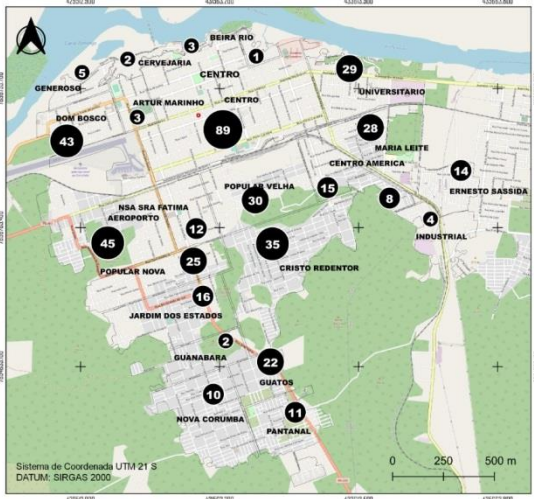 BEIRA RIO
3
2
1
CERVEJARIA
5
CENTRO
29
GENEROSO
UNIVERSITARIO
ARTUR MARINHO
CENTRO
3
DOM BOSCO
43
89
28
MARIA LEITE
CENTRO AMERICA
14
POPULAR VELHA
15
ERNESTO SASSIDA
30
8
NSA SRA FATIMA
AEROPORTO
12
4
INDUSTRIAL
45
35
25
CRISTO REDENTOR
POPULAR NOVA
16
JARDIM DOS ESTADOS
2
GUANABARA
22
GUATOS
10
11
NOVA CORUMBA
PANTANAL
Sistema de Coordenada UTM 21 S
DATUM: SIRGAS 2000
0 250 500 m